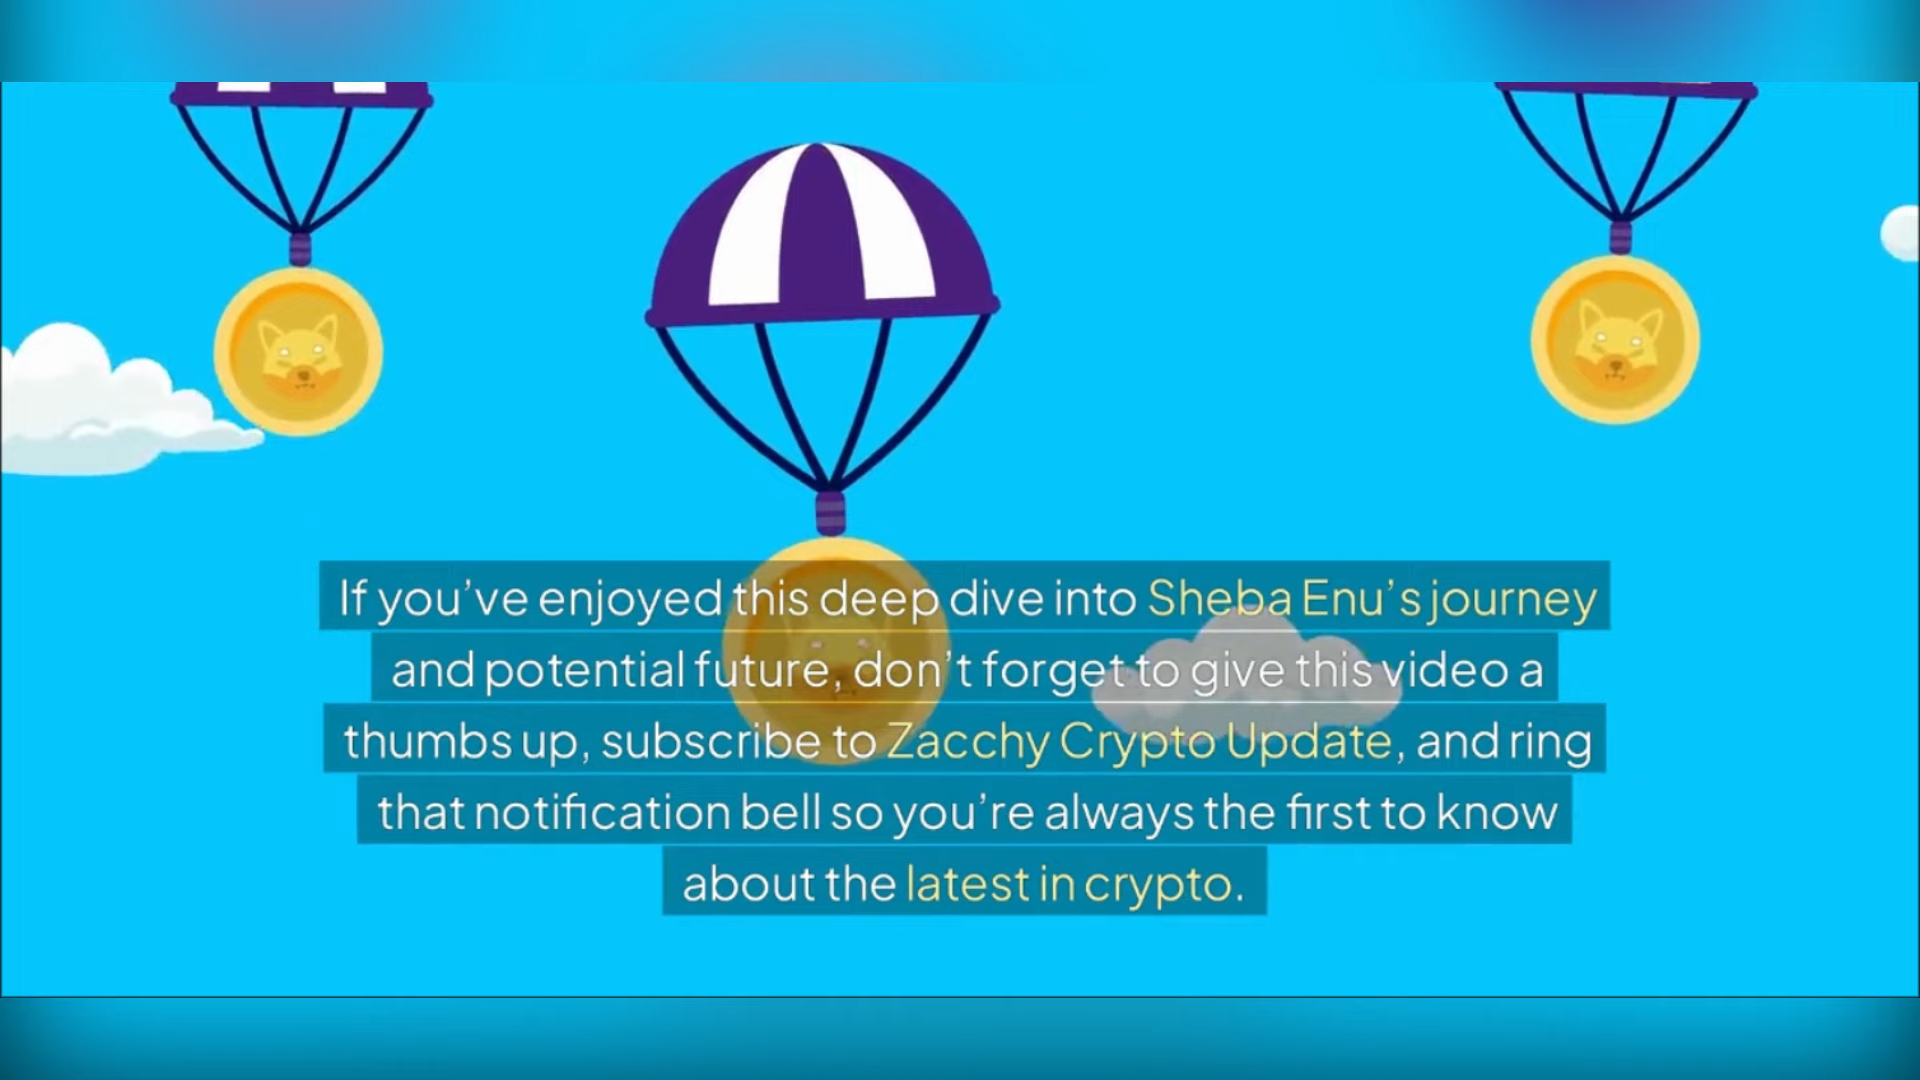 If you've enjoyed this deep dive into Sheba Enu's journey
and potential future, don't forget to give this video a
thumbs up, subscribe to Zacchy Crypto Update, and ring
that notification bell so you're always the first to know
about the latest in crypto.